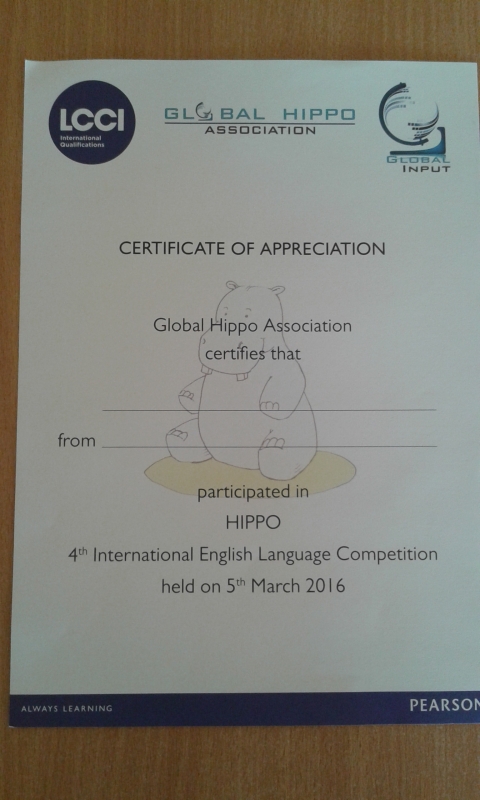 LCCI
International
Qualifications
GLOBAL HIPPO
ASSOCIATION
GLOBAL
INPUT
CERTIFICATE OF APPRECIATION
Global Hippo Association
certifies that
from
participated in
HIPPO
4th International English Language Competition
held on 5th March 2016
ALWAYS LEARNING
PEARSON